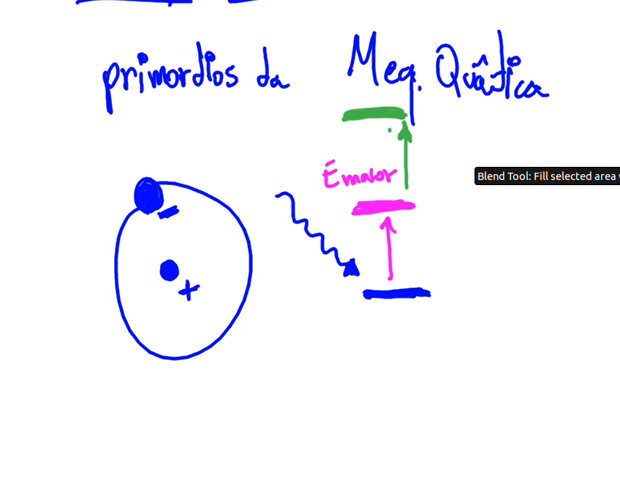 primordios da Meq. Quântica
E maior
Blend Tool: Fill selected area w
-
+